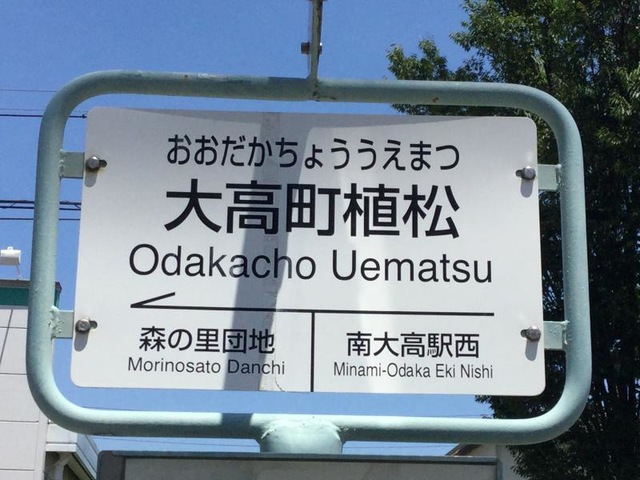 おおだかちょううえまつ
大高町植松
Odakacho Uematsu
森の里団地 南大高駅西
Morinosato Danchi Minami-Odaka Eki Nishi